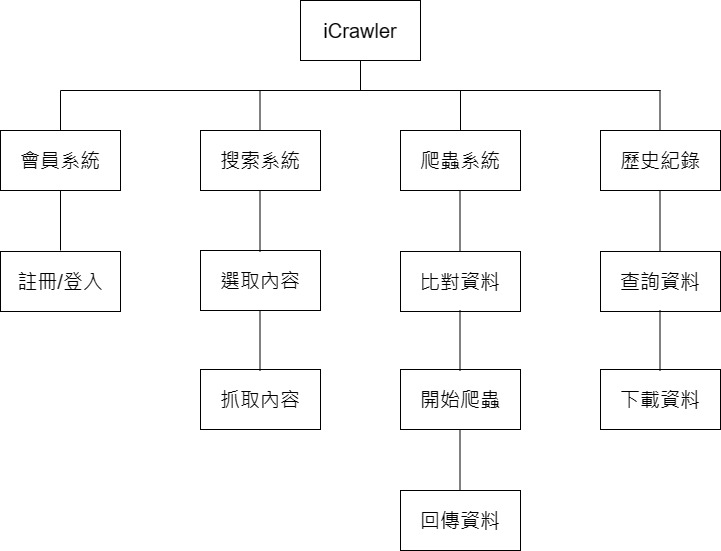 iCrawler
會員系統
搜索系統
爬蟲系統
歷史紀錄
註冊/登入
選取內容
比對資料
查詢資料
抓取內容
開始爬蟲
下載資料
回傳資料